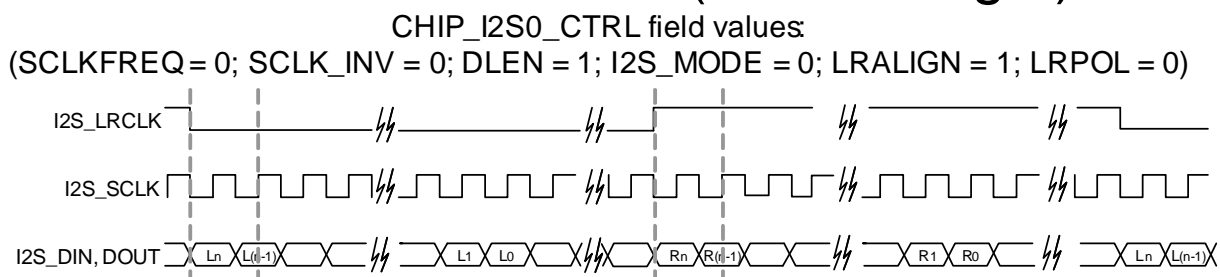 CHIP_I2S0_CTRL field values:
(SCLKFREQ = 0; SCLK_INV = 0; DLEN = 1; I2S_MODE = 0; LRALIGN = 1; LRPOL = 0)
I2S_LRCLK
I2S_SCLK
I2S_DIN, DOUT Ln L(n-1) L1 L0 Rn R(n-1) R1 R0 Ln L(n-1)